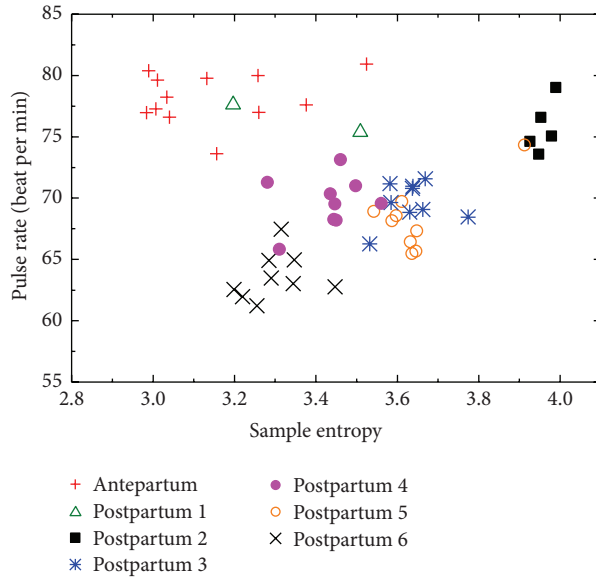 85
80
75
70
65
60
55
Pulse rate (beat per min)
2.8 3.0 3.2 3.4 3.6 3.8 4.0
Sample entropy
Antepartum
Postpartum 1
Postpartum 2
Postpartum 3
Postpartum 4
Postpartum 5
Postpartum 6